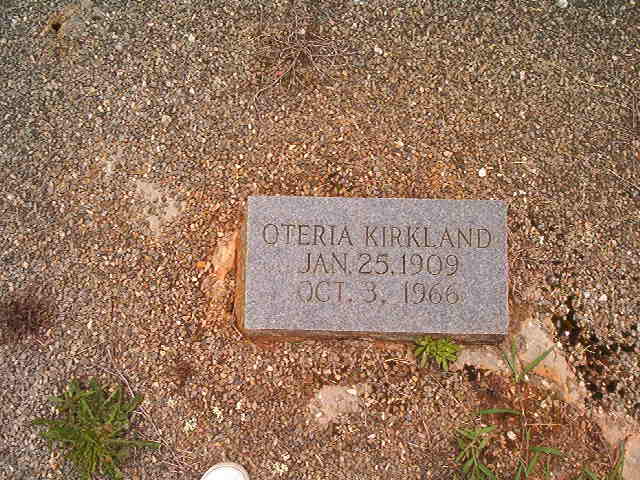 OTERIA KIRKLAND
JAN. 25, 1909
OCT. 3, 1966